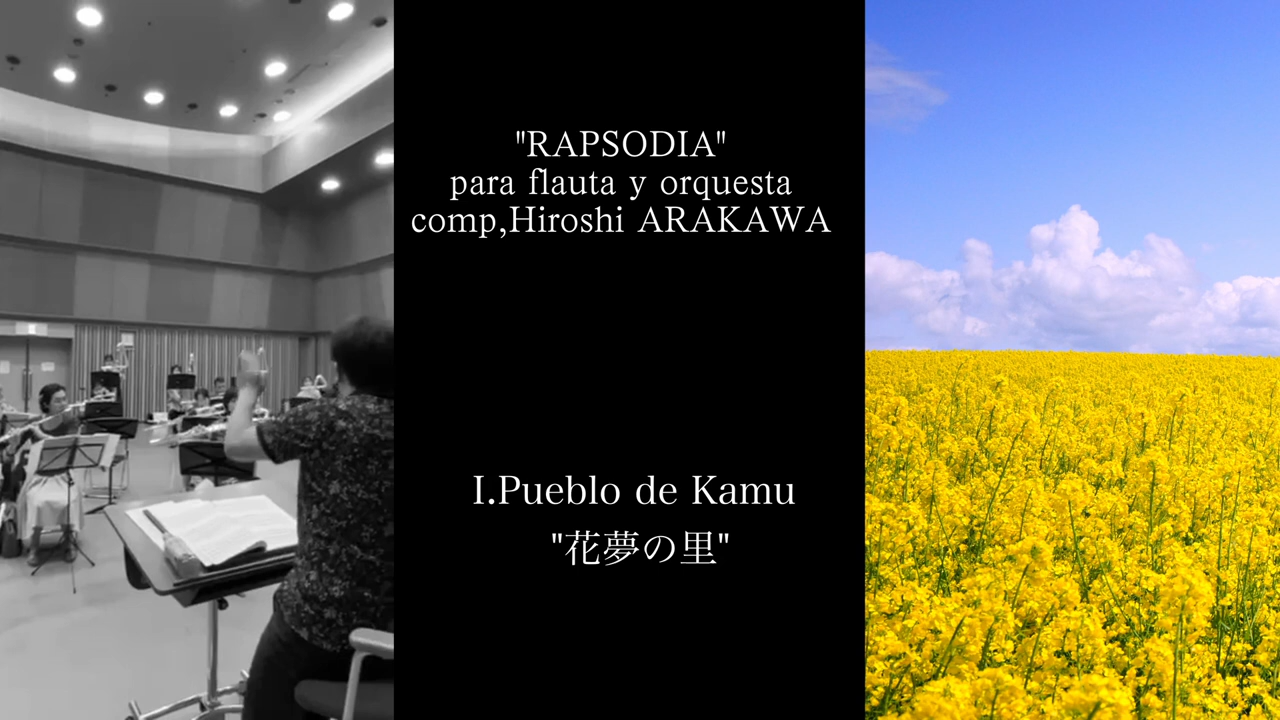 "RAPSODIA"
para flauta y orquesta
comp,Hiroshi ARAKAWA
I.Pueblo de Kamu
"花夢の里"